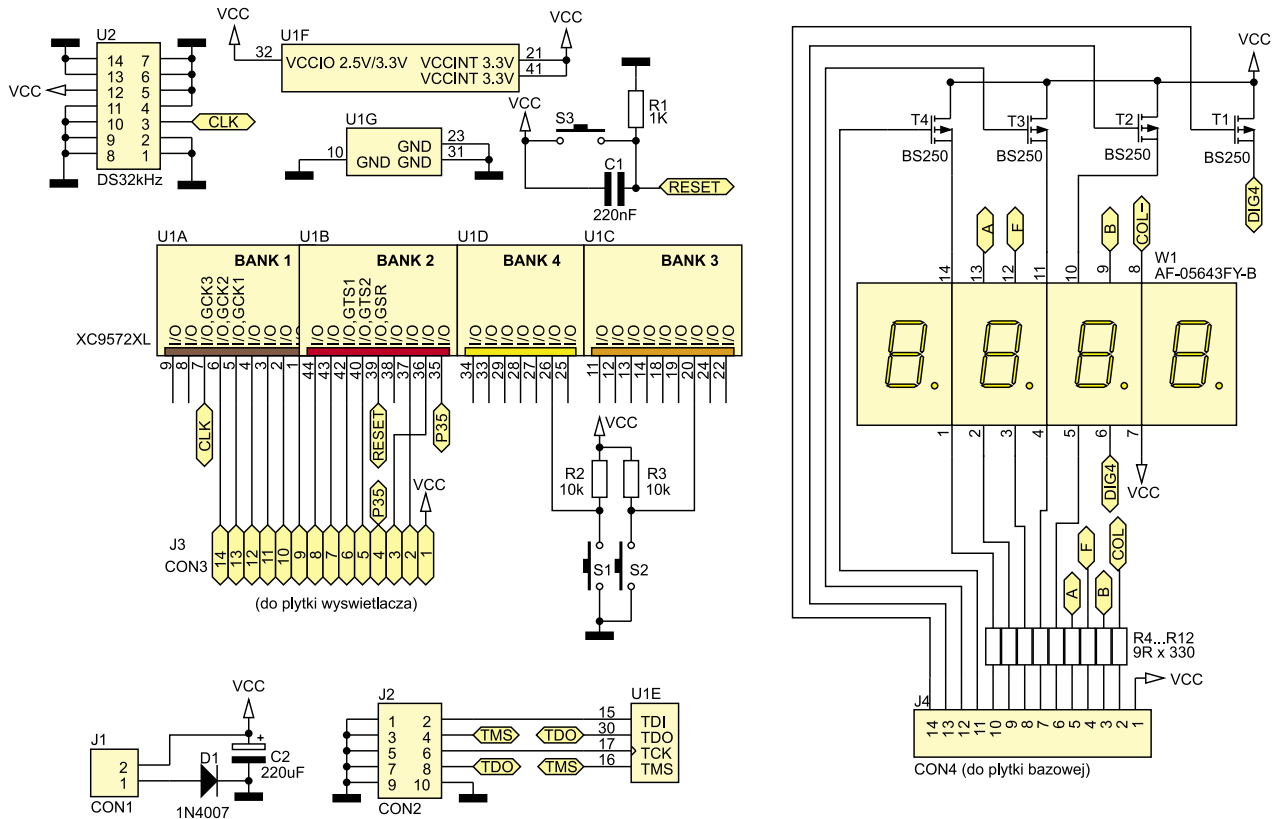 U2
14 7
13 6
VCC 12 5
11 4
10 3 CLK
9 2
8 1
DS32kHz
U1F
VCC 32 VCCIO 2.5V/3.3V VCCINT 3.3V 21 VCC
VCCINT 3.3V 41
U1G
GND 23
10 GND GND 31
VCC
S3
R1
1K
C1
220nF
RESET
U1A U1B U1D U1C
BANK 1 BANK 2 BANK 4 BANK 3
XC9572XL
I/O I/O I/O,GCK3 I/O,GCK2 I/O,GCK1 I/O I/O I/O I/O
I/O I/O I/O,GTS1 I/O,GTS2 I/O,GSR I/O I/O I/O I/O
I/O I/O I/O I/O I/O I/O I/O
I/O I/O I/O I/O I/O I/O I/O I/O I/O
9 8 7 6 5 4 3 2 1
44 43 42 40 39 38 37 36 35
34 33 29 28 27 26 25
11 12 13 14 18 19 20 24 22
CLK RESET P35
P35
VCC
J3
CON3
14 13 12 11 10 9 8 7 6 5 4 3 2 1
(do plytki wyswietlacza)
VCC
R2
10k
R3
10k
S1 S2
VCC
J1
2
1
CON1
D1
1N4007
+
C2
220uF
J2
1 2
3 4 TMS
5 6
7 8 TDO
9 10
CON2
U1E
15 TDI
TDO 30 TDO
17 TCK
TMS 16 TMS
VCC
T4 T3 T2 T1
BS250 BS250 BS250 BS250
DIG4
A F B COL-
14 13 12 11 10 9 8
W1
AF-05643FY-B
8. 8. 8. 8.
1 2 3 4 5 6 7
DIG4
VCC
A F B COL
R4...R12
9R x 330
VCC
J4
14 13 12 11 10 9 8 7 6 5 4 3 2 1
CON4 (do plytki bazowej)